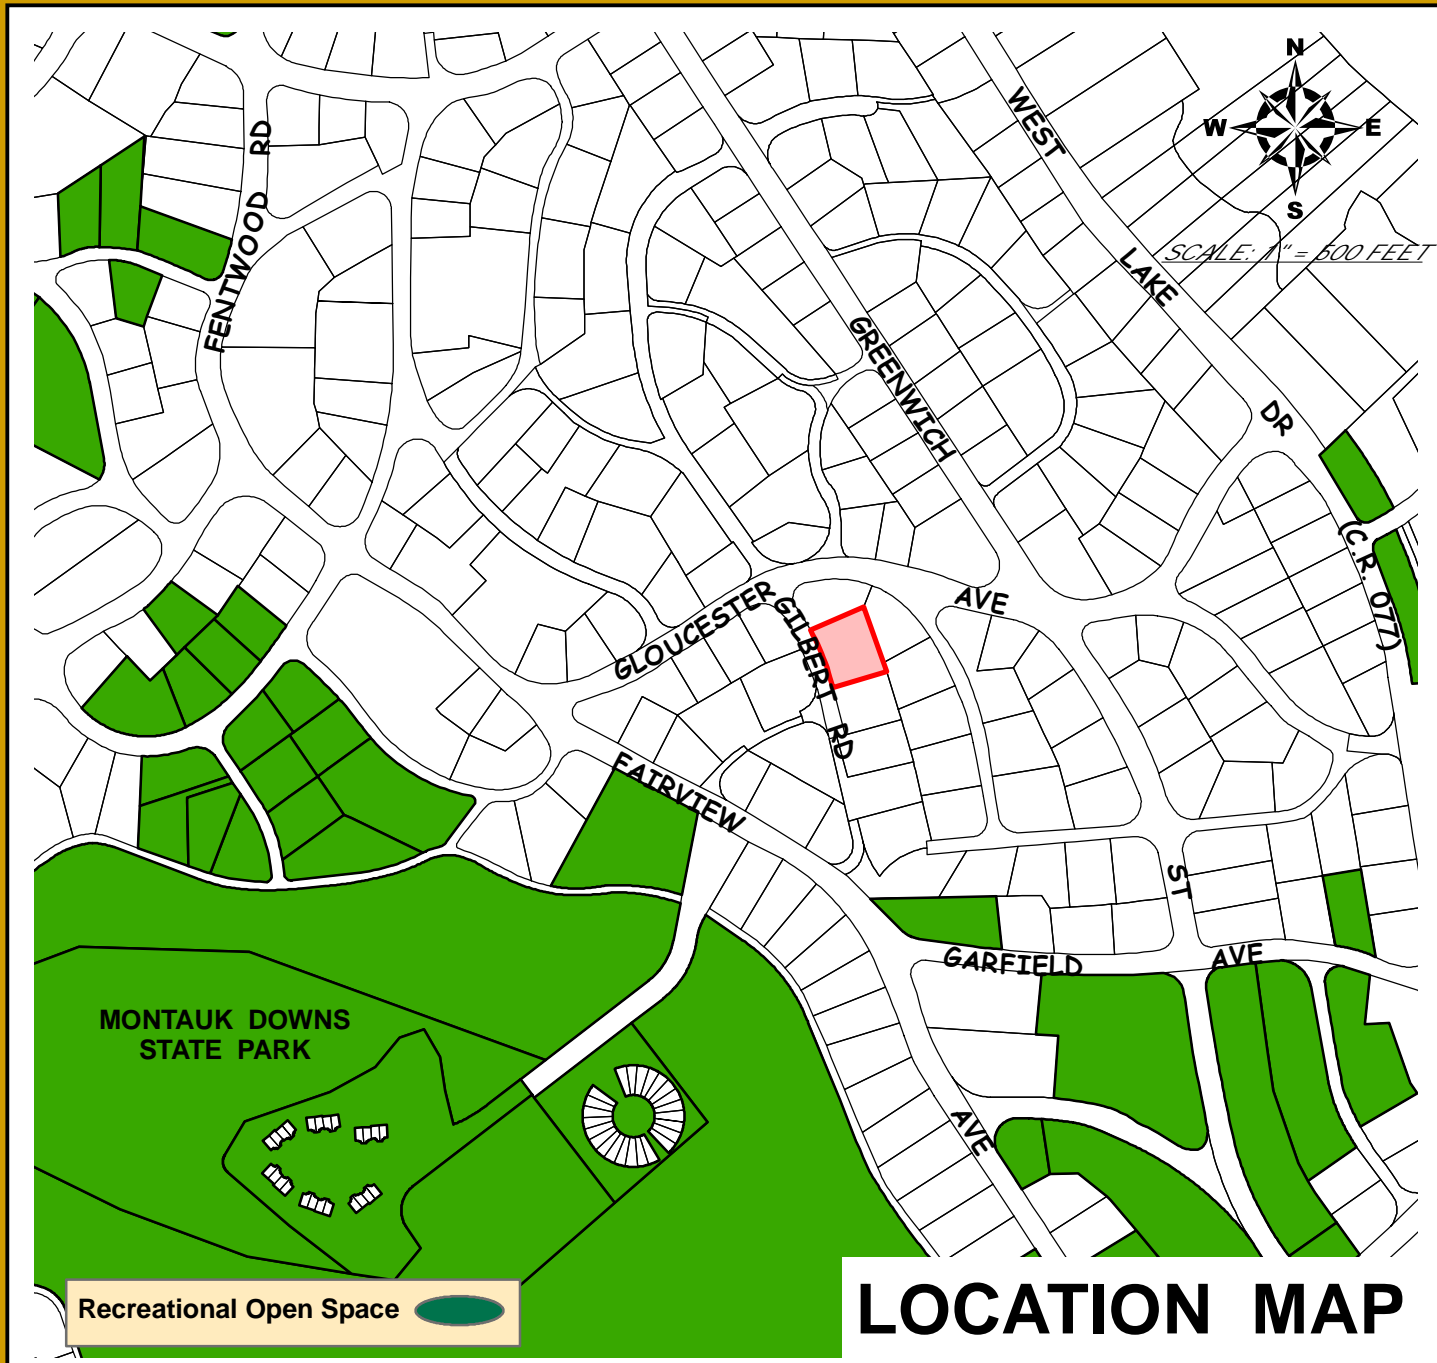 N
W E
S
SCALE: 1" = 500 FEET
WEST
LAKE
DR
(C.R. 077)
FENTWOOD RD
GREENWICH
ST
GLOUCESTER
AVE
GILBERT RD
FAIRVIEW
AVE
GARFIELD
AVE
MONTAUK DOWNS
STATE PARK
Recreational Open Space
LOCATION MAP